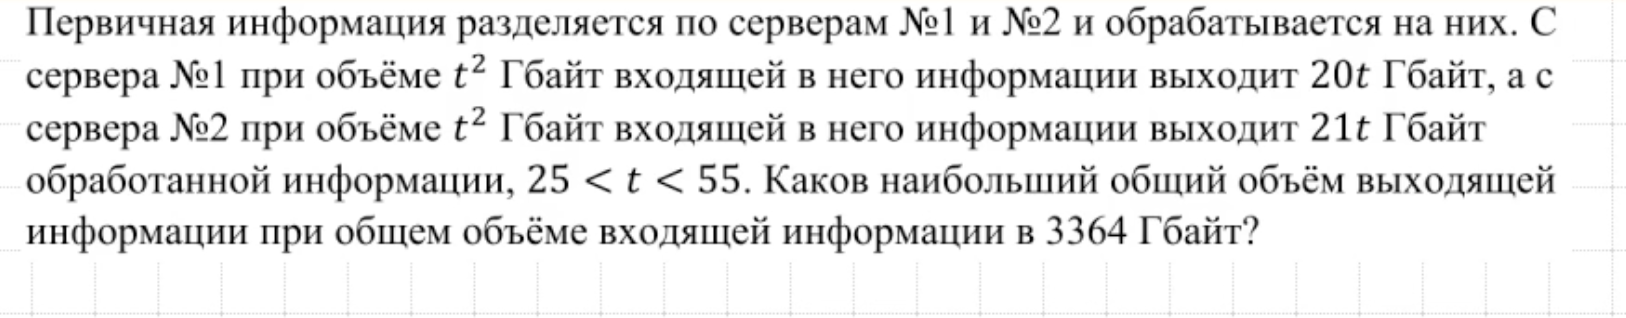 Первичная информация разделяется по серверам №1 и №2 и обрабатывается на них. С
сервера №1 при объёме t² Гбайт входящей в него информации выходит 20t Гбайт, а с
сервера №2 при объёме t² Гбайт входящей в него информации выходит 21t Гбайт
обработанной информации, 25 < t < 55. Каков наибольший общий объём выходящей
информации при общем объёме входящей информации в 3364 Гбайт?